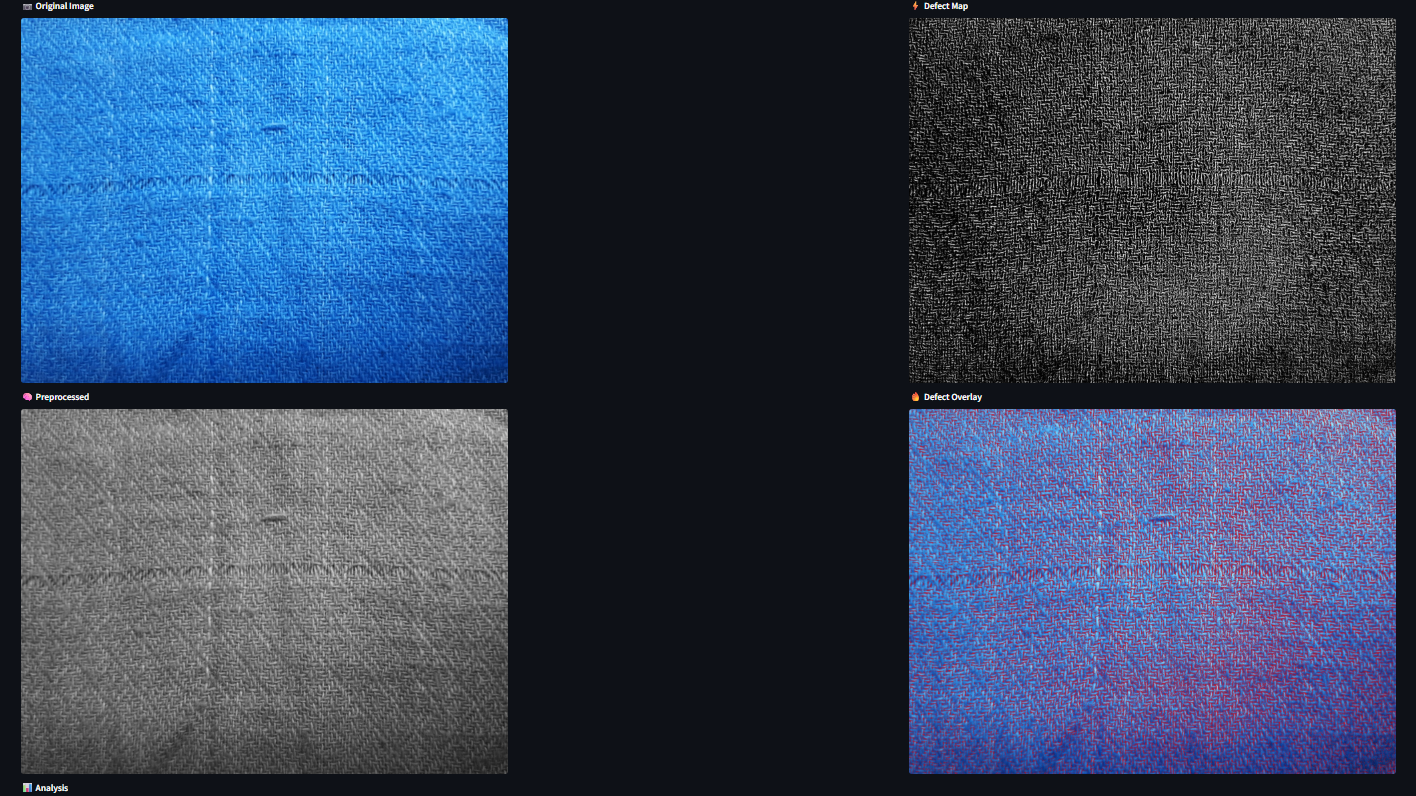 Original Image
Defect Map
Preprocessed
Defect Overlay
Analysis